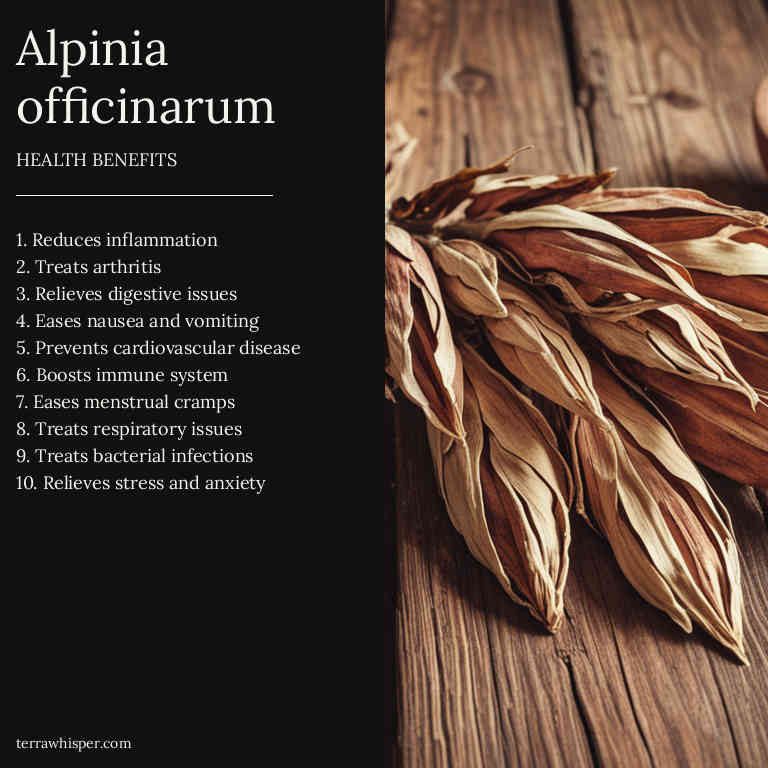 Alpinia
officinarum
HEALTH BENEFITS
1. Reduces inflammation
2. Treats arthritis
3. Relieves digestive issues
4. Eases nausea and vomiting
5. Prevents cardiovascular disease
6. Boosts immune system
7. Eases menstrual cramps
8. Treats respiratory issues
9. Treats bacterial infections
10. Relieves stress and anxiety
terrawhisper.com